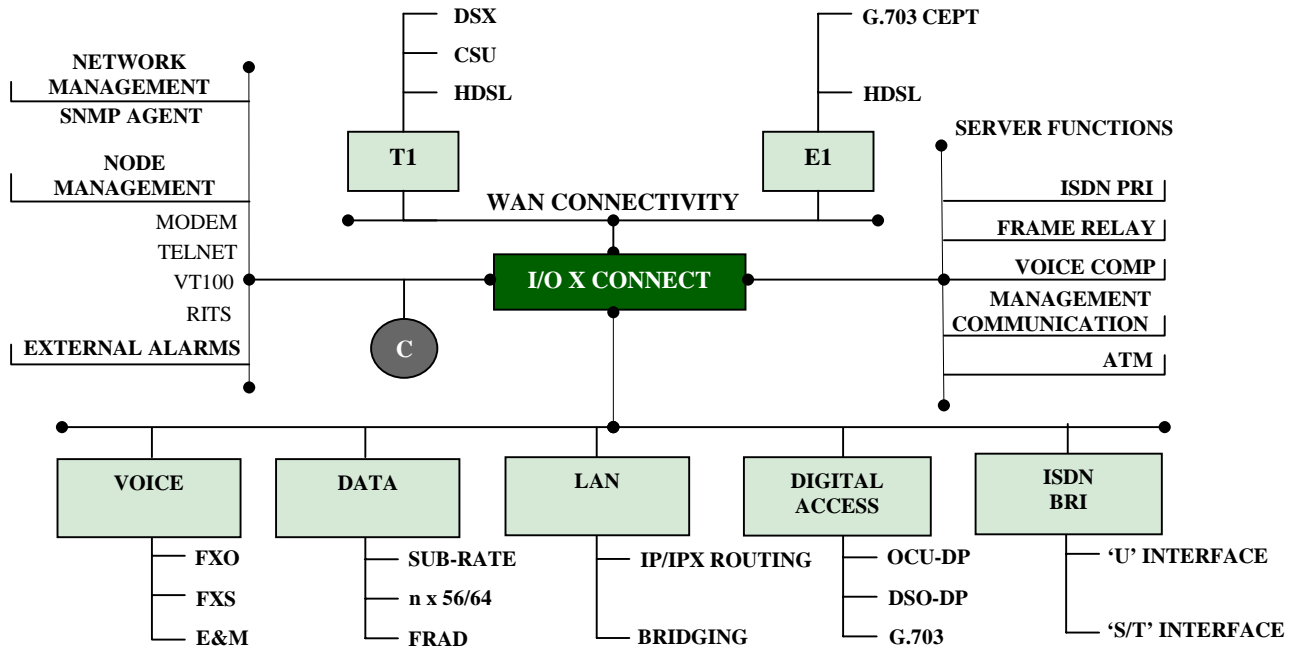 DSX
CSU
HDSL
G.703 CEPT
HDSL
NETWORK
MANAGEMENT
SNMP AGENT
NODE
MANAGEMENT
MODEM
TELNET
VT100
RITS
EXTERNAL ALARMS
T1
E1
WAN CONNECTIVITY
I/O X CONNECT
C
SERVER FUNCTIONS
ISDN PRI
FRAME RELAY
VOICE COMP
MANAGEMENT
COMMUNICATION
ATM
VOICE
FXO
FXS
E&M
DATA
SUB-RATE
n x 56/64
FRAD
LAN
IP/IPX ROUTING
BRIDGING
DIGITAL
ACCESS
OCU-DP
DSO-DP
G.703
ISDN
BRI
‘U’ INTERFACE
‘S/T’ INTERFACE